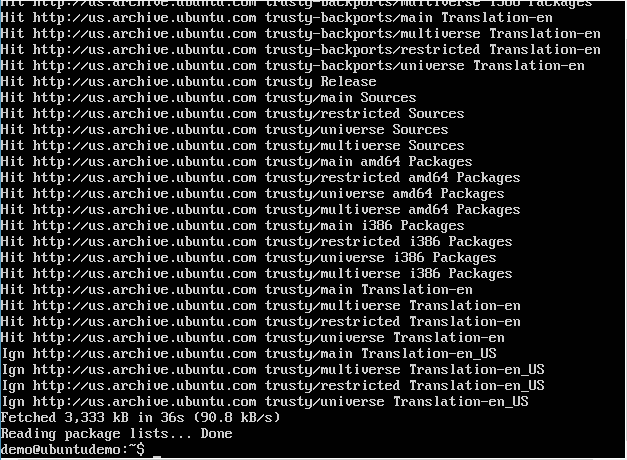 Hit http://us.archive.ubuntu.com trusty-backports/multiverse i386 Packages
Hit http://us.archive.ubuntu.com trusty-backports/main Translation-en
Hit http://us.archive.ubuntu.com trusty-backports/multiverse Translation-en
Hit http://us.archive.ubuntu.com trusty-backports/restricted Translation-en
Hit http://us.archive.ubuntu.com trusty-backports/universe Translation-en
Hit http://us.archive.ubuntu.com trusty Release
Hit http://us.archive.ubuntu.com trusty/main Sources
Hit http://us.archive.ubuntu.com trusty/restricted Sources
Hit http://us.archive.ubuntu.com trusty/universe Sources
Hit http://us.archive.ubuntu.com trusty/multiverse Sources
Hit http://us.archive.ubuntu.com trusty/main amd64 Packages
Hit http://us.archive.ubuntu.com trusty/restricted amd64 Packages
Hit http://us.archive.ubuntu.com trusty/universe amd64 Packages
Hit http://us.archive.ubuntu.com trusty/multiverse amd64 Packages
Hit http://us.archive.ubuntu.com trusty/main i386 Packages
Hit http://us.archive.ubuntu.com trusty/restricted i386 Packages
Hit http://us.archive.ubuntu.com trusty/universe i386 Packages
Hit http://us.archive.ubuntu.com trusty/multiverse i386 Packages
Hit http://us.archive.ubuntu.com trusty/main Translation-en
Hit http://us.archive.ubuntu.com trusty/multiverse Translation-en
Hit http://us.archive.ubuntu.com trusty/restricted Translation-en
Hit http://us.archive.ubuntu.com trusty/universe Translation-en
Ign http://us.archive.ubuntu.com trusty/main Translation-en_US
Ign http://us.archive.ubuntu.com trusty/multiverse Translation-en_US
Ign http://us.archive.ubuntu.com trusty/restricted Translation-en_US
Ign http://us.archive.ubuntu.com trusty/universe Translation-en_US
Fetched 3,333 kB in 36s (90.8 kB/s)
Reading package lists... Done
demo@ubuntudemo:~$ _